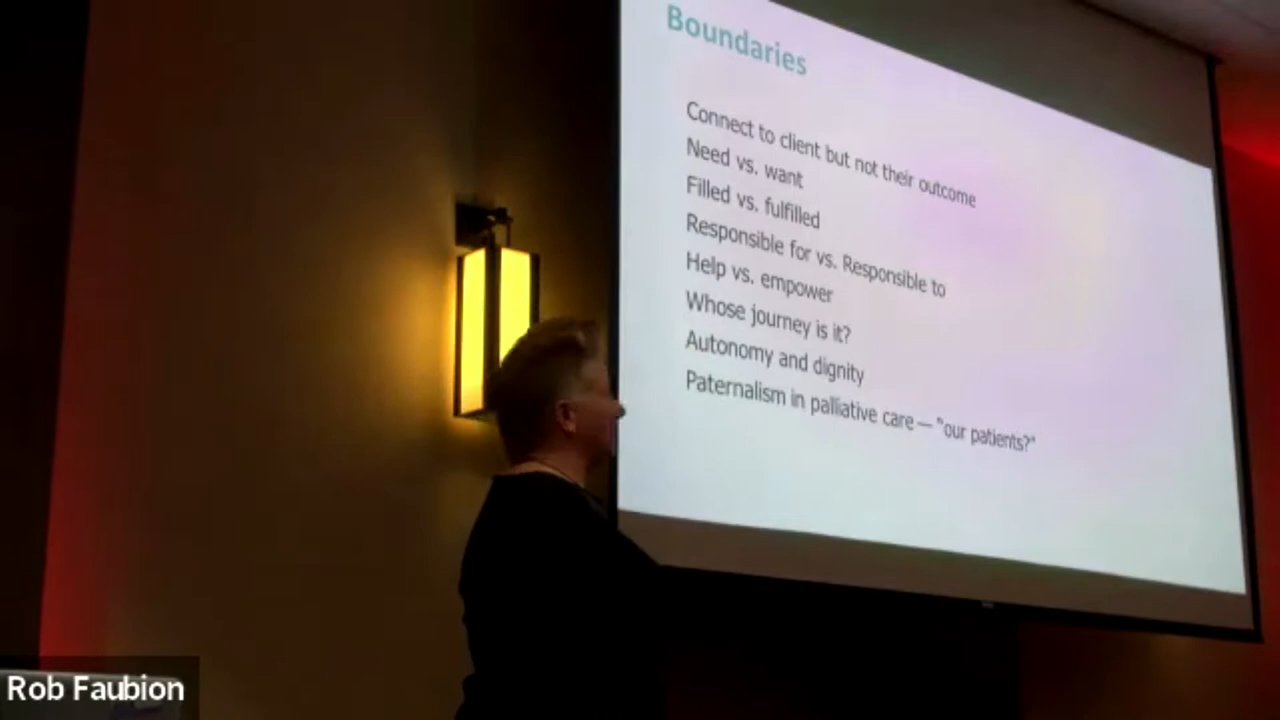 Boundaries
Connect to client but not their outcome
Need vs. want
Filled vs. fulfilled
Responsible for vs. Responsible to
Help vs. empower
Whose journey is it?
Autonomy and dignity
Paternalism in palliative care – "our patients?"
Rob Faubion